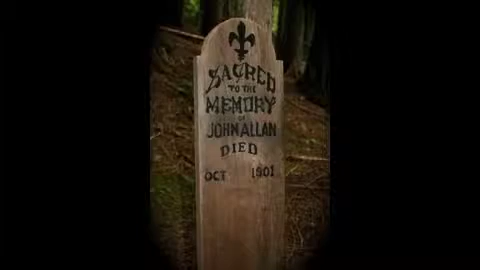 SACRED
TO THE
MEMORY
OF
JOHN ALLAN
DIED
OCT 1901